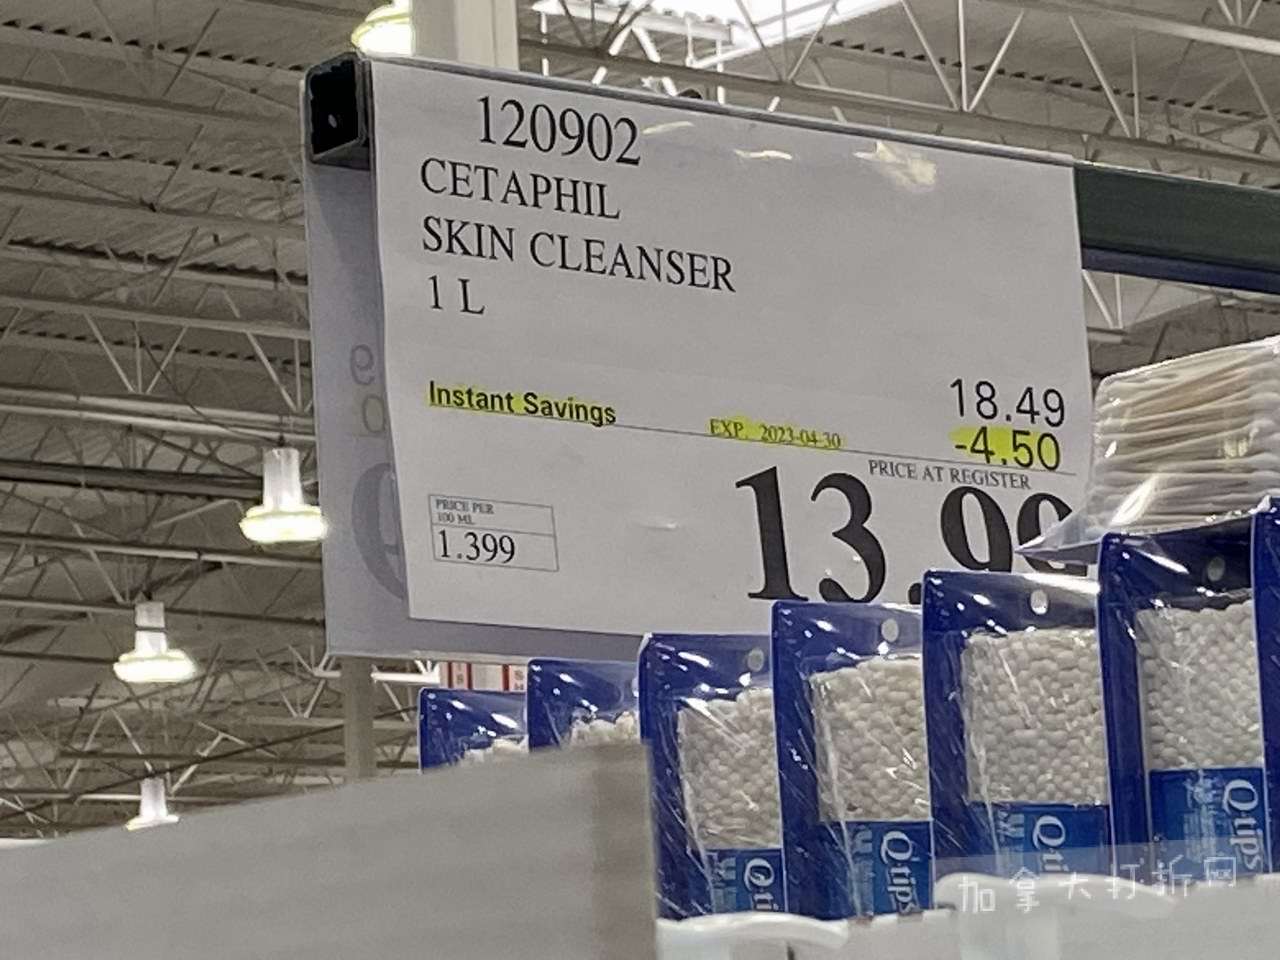 120902
CETAPHIL
SKIN CLEANSER
1 L
18.49
Instant Savings
EXP. 2023-04-30
-4.50
PRICE AT REGISTER
13.99
PRICE PER
100 ML
1.399
Q-tips
Q-tips
加拿大打折网